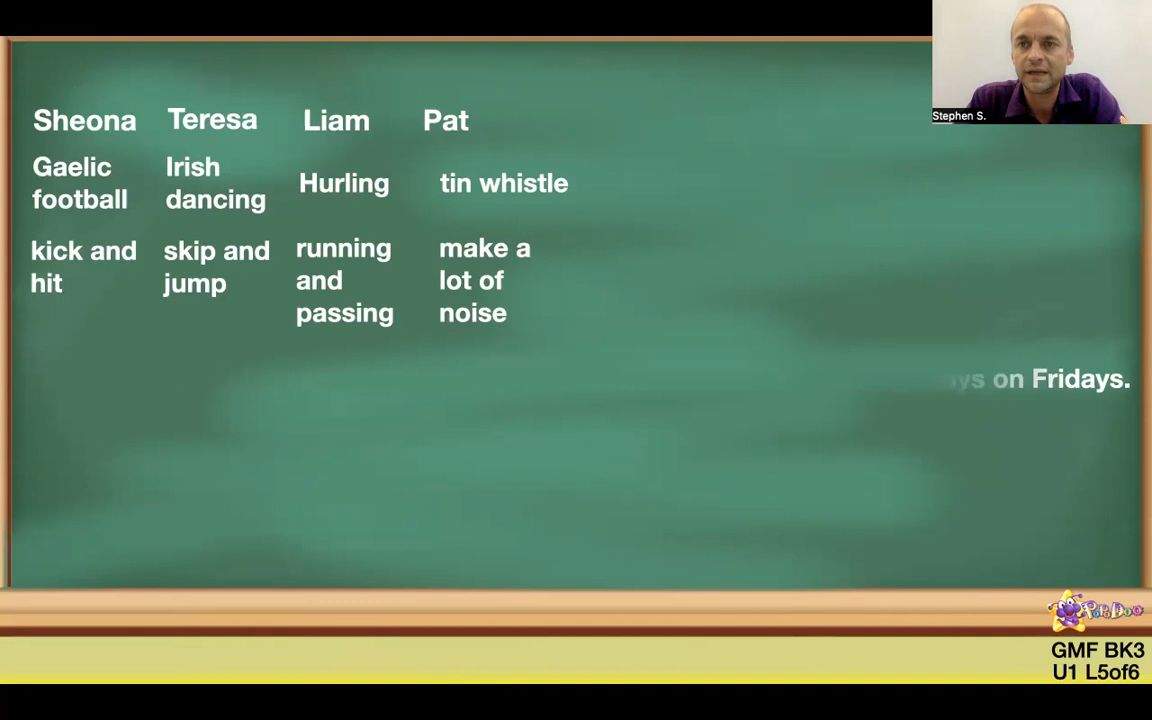 Stephen S.
Sheona
Teresa
Liam
Pat
Gaelic
football
Irish
dancing
Hurling
tin whistle
kick and
hit
skip and
jump
running
and
passing
make a
lot of
noise
on Fridays.
GMF BK3
U1 L5of6